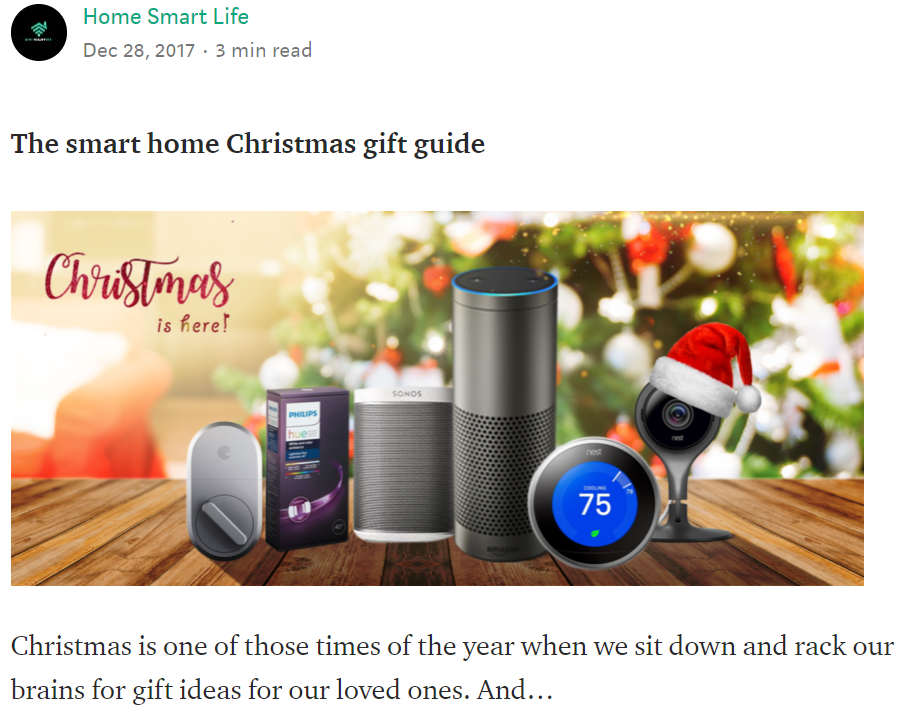 Home Smart Life
Dec 28, 2017 · 3 min read
The smart home Christmas gift guide
Christmas
is here!
PHILIPS
hue
SONOS
amazon
nest
COOLING
75
78
nest
Christmas is one of those times of the year when we sit down and rack our
brains for gift ideas for our loved ones. And…